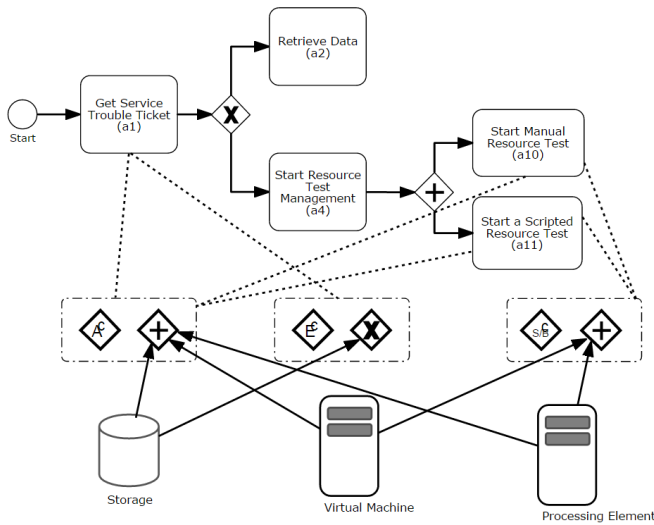 Retrieve Data
(a2)
Get Service
Trouble Ticket
(a1)
Start
X
Start Resource
Test
Management
(a4)
Start Manual
Resource Test
(a10)
Start a Scripted
Resource Test
(a11)
+
A c
+
E c
X
S/B c
+
Storage
Virtual Machine
Processing Element